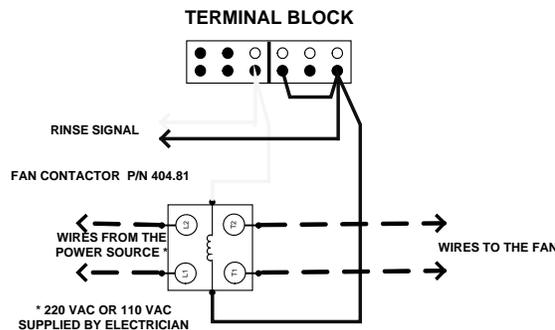 TERMINAL BLOCK
RINSE SIGNAL
FAN CONTACTOR P/N 404.81
L2
T2
WIRES FROM THE
POWER SOURCE *
WIRES TO THE FAN
L1
T1
* 220 VAC OR 110 VAC
SUPPLIED BY ELECTRICIAN